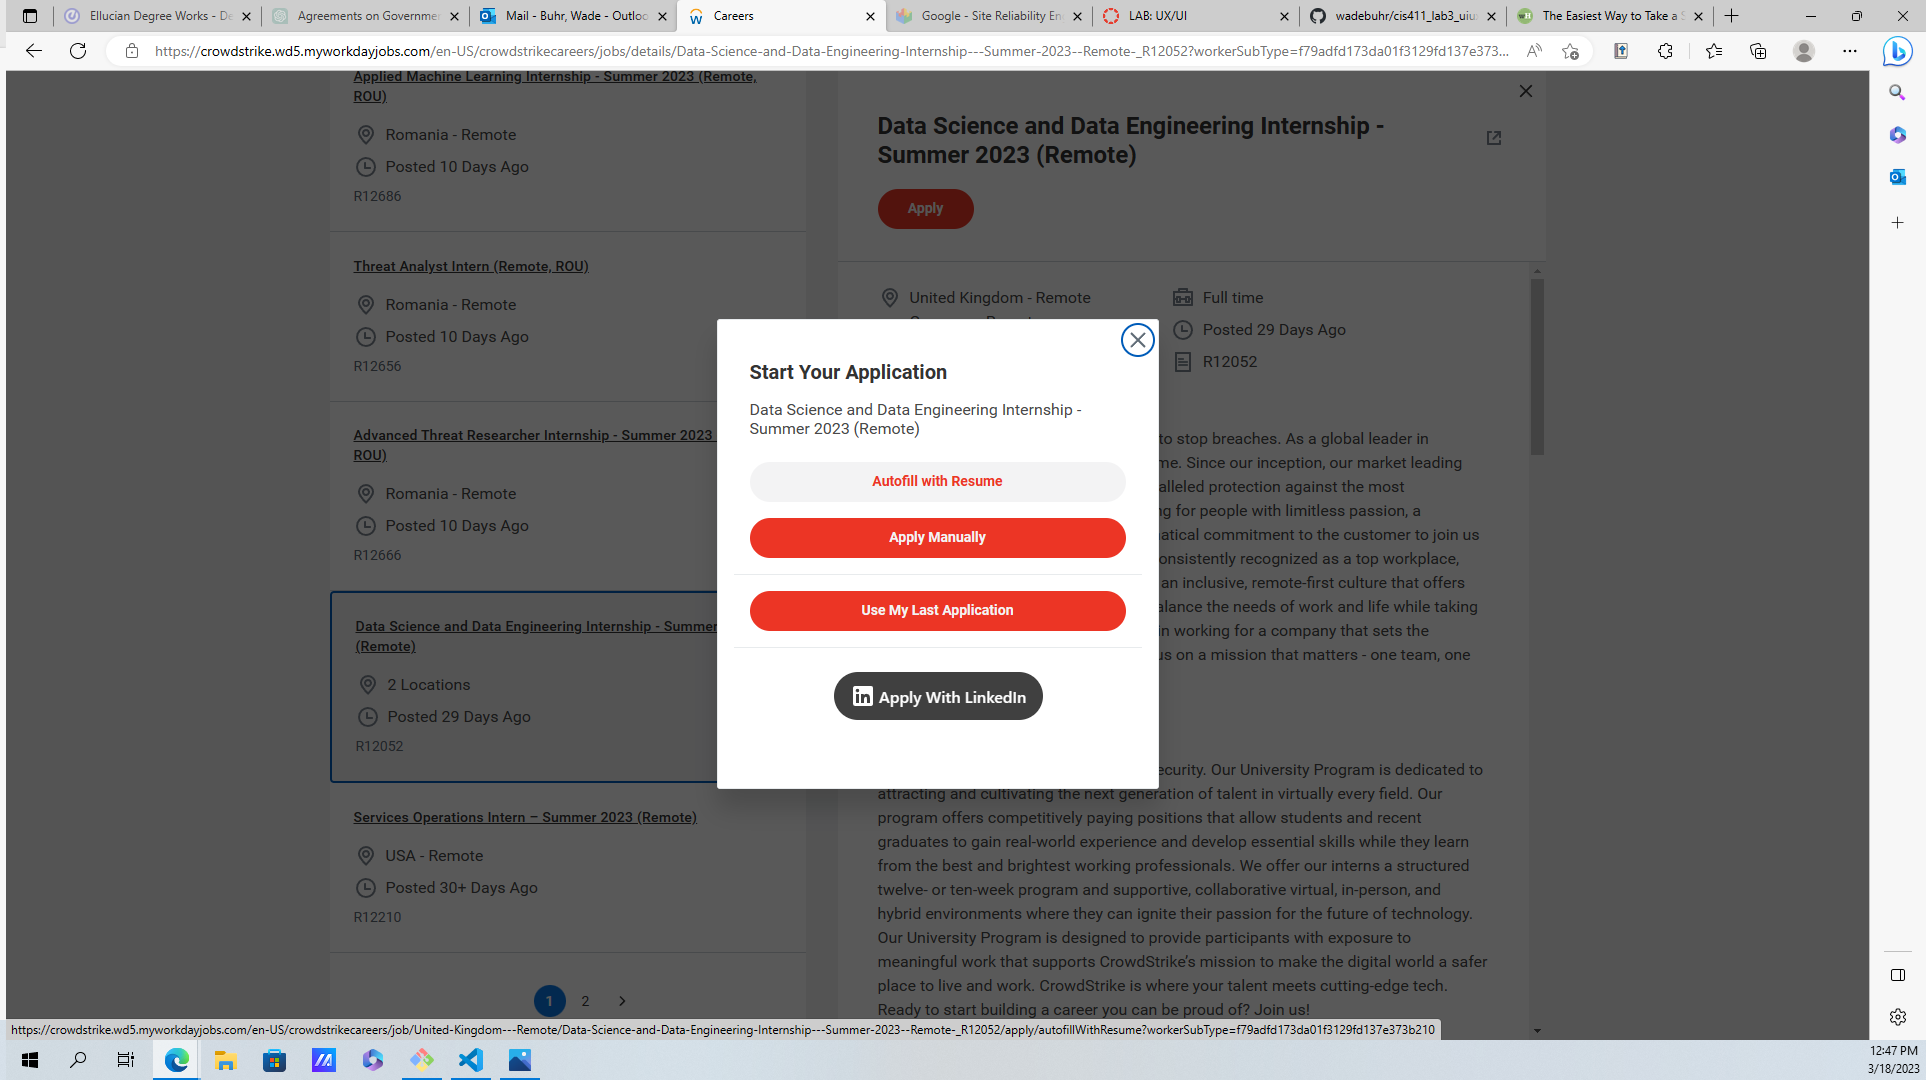 Ellucian Degree Works - De
Agreements on Governmen
Mail - Buhr, Wade - Outloo
Careers
Google - Site Reliability En
LAB: UX/UI
wadebuhr/cis411_lab3_uiu
The Easiest Way to Take a S
https://crowdstrike.wd5.myworkdayjobs.com/en-US/crowdstrikecareers/jobs/details/Data-Science-and-Data-Engineering-Internship---Summer-2023--Remote-_R12052?workerSubType=f79adfd173da01f3129fd137e373...
Applied Machine Learning Internship - Summer 2023 (Remote,
ROU)
Romania - Remote
Posted 10 Days Ago
R12686
Threat Analyst Intern (Remote, ROU)
Romania - Remote
Posted 10 Days Ago
R12656
Advanced Threat Researcher Internship - Summer 2023
ROU)
Romania - Remote
Posted 10 Days Ago
R12666
Data Science and Data Engineering Internship - Summer
(Remote)
2 Locations
Posted 29 Days Ago
R12052
Services Operations Intern – Summer 2023 (Remote)
USA - Remote
Posted 30+ Days Ago
R12210
1 2
Data Science and Data Engineering Internship -
Summer 2023 (Remote)
Apply
United Kingdom - Remote
Full time
Posted 29 Days Ago
R12052
Start Your Application
Data Science and Data Engineering Internship -
Summer 2023 (Remote)
Autofill with Resume
Apply Manually
Use My Last Application
in Apply With LinkedIn
to stop breaches. As a global leader in
me. Since our inception, our market leading
alleled protection against the most
ng for people with limitless passion, a
atical commitment to the customer to join us
onsistently recognized as a top workplace,
an inclusive, remote-first culture that offers
alance the needs of work and life while taking
in working for a company that sets the
us on a mission that matters - one team, one
ecurity. Our University Program is dedicated to
attracting and cultivating the next generation of talent in virtually every field. Our
program offers competitively paying positions that allow students and recent
graduates to gain real-world experience and develop essential skills while they learn
from the best and brightest working professionals. We offer our interns a structured
twelve- or ten-week program and supportive, collaborative virtual, in-person, and
hybrid environments where they can ignite their passion for the future of technology.
Our University Program is designed to provide participants with exposure to
meaningful work that supports CrowdStrike's mission to make the digital world a safer
place to live and work. CrowdStrike is where your talent meets cutting-edge tech.
Ready to start building a career you can be proud of? Join us!
https://crowdstrike.wd5.myworkdayjobs.com/en-US/crowdstrikecareers/job/United-Kingdom---Remote/Data-Science-and-Data-Engineering-Internship---Summer-2023--Remote-_R12052/apply/autofillWithResume?workerSubType=f79adfd173da01f3129fd137e373b210
12:47 PM
3/18/2023